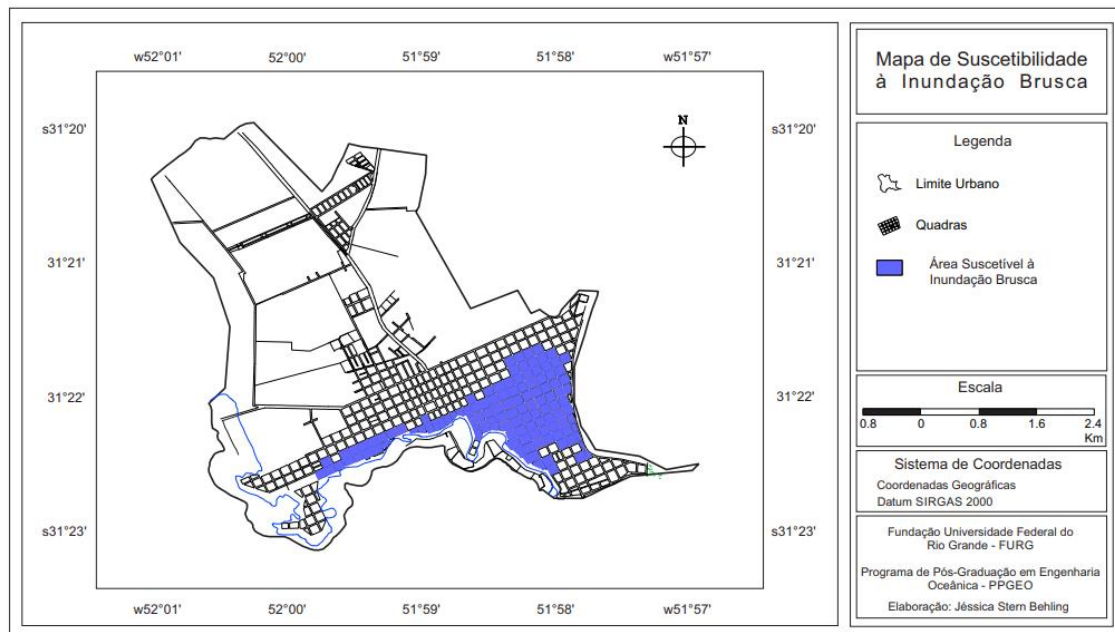 w52°01' 52°00' 51°59' 51°58' w51°57'
s31°20' s31°20'
N
31°21' 31°21'
31°22' 31°22'
s31°23' s31°23'
w52°01' 52°00' 51°59' 51°58' w51°57'
Mapa de Suscetibilidade
à Inundação Brusca
Legenda
Limite Urbano
Quadras
Área Suscetível à
Inundação Brusca
Escala
0.8 0 0.8 1.6 2.4
Km
Sistema de Coordenadas
Coordenadas Geográficas
Datum SIRGAS 2000
Fundação Universidade Federal do
Rio Grande - FURG
Programa de Pós-Graduação em Engenharia
Oceânica - PPGEO
Elaboração: Jéssica Stern Behling